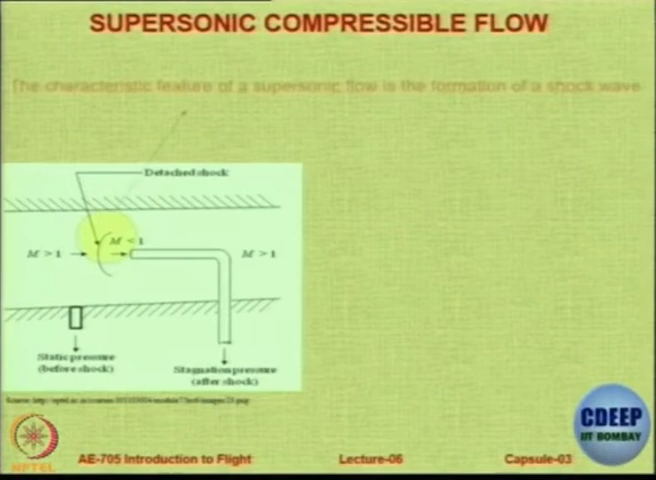 SUPERSONIC COMPRESSIBLE FLOW
The characteristic feature of a supersonic flow is the formation of a shock wave
Detached shock
M > 1
M < 1
M > 1
Static pressure
(before shock)
Stagnation pressure
(after shock)
CDEEP
IIT BOMBAY
NPTEL
AE-705 Introduction to Flight
Lecture-06
Capsule-03